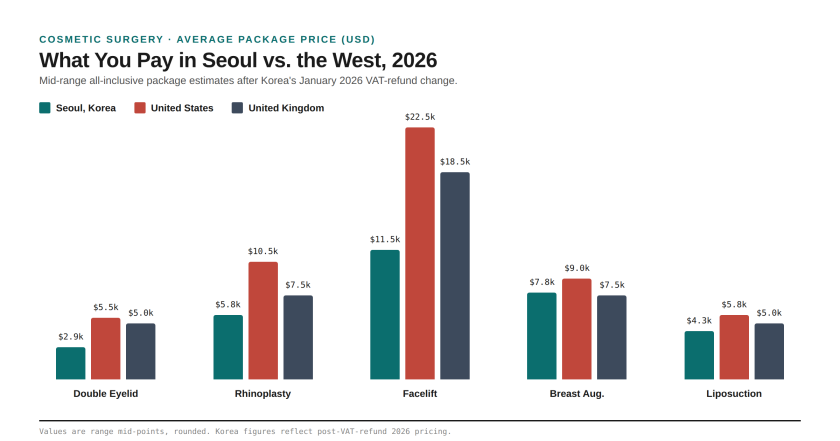 COSMETIC SURGERY · AVERAGE PACKAGE PRICE (USD)
What You Pay in Seoul vs. the West, 2026
Mid-range all-inclusive package estimates after Korea's January 2026 VAT-refund change.
Seoul, Korea United States United Kingdom
$2.9k $5.5k $5.0k
Double Eyelid
$5.8k $10.5k $7.5k
Rhinoplasty
$11.5k $22.5k $18.5k
Facelift
$7.8k $9.0k $7.5k
Breast Aug.
$4.3k $5.8k $5.0k
Liposuction
Values are range mid-points, rounded. Korea figures reflect post-VAT-refund 2026 pricing.